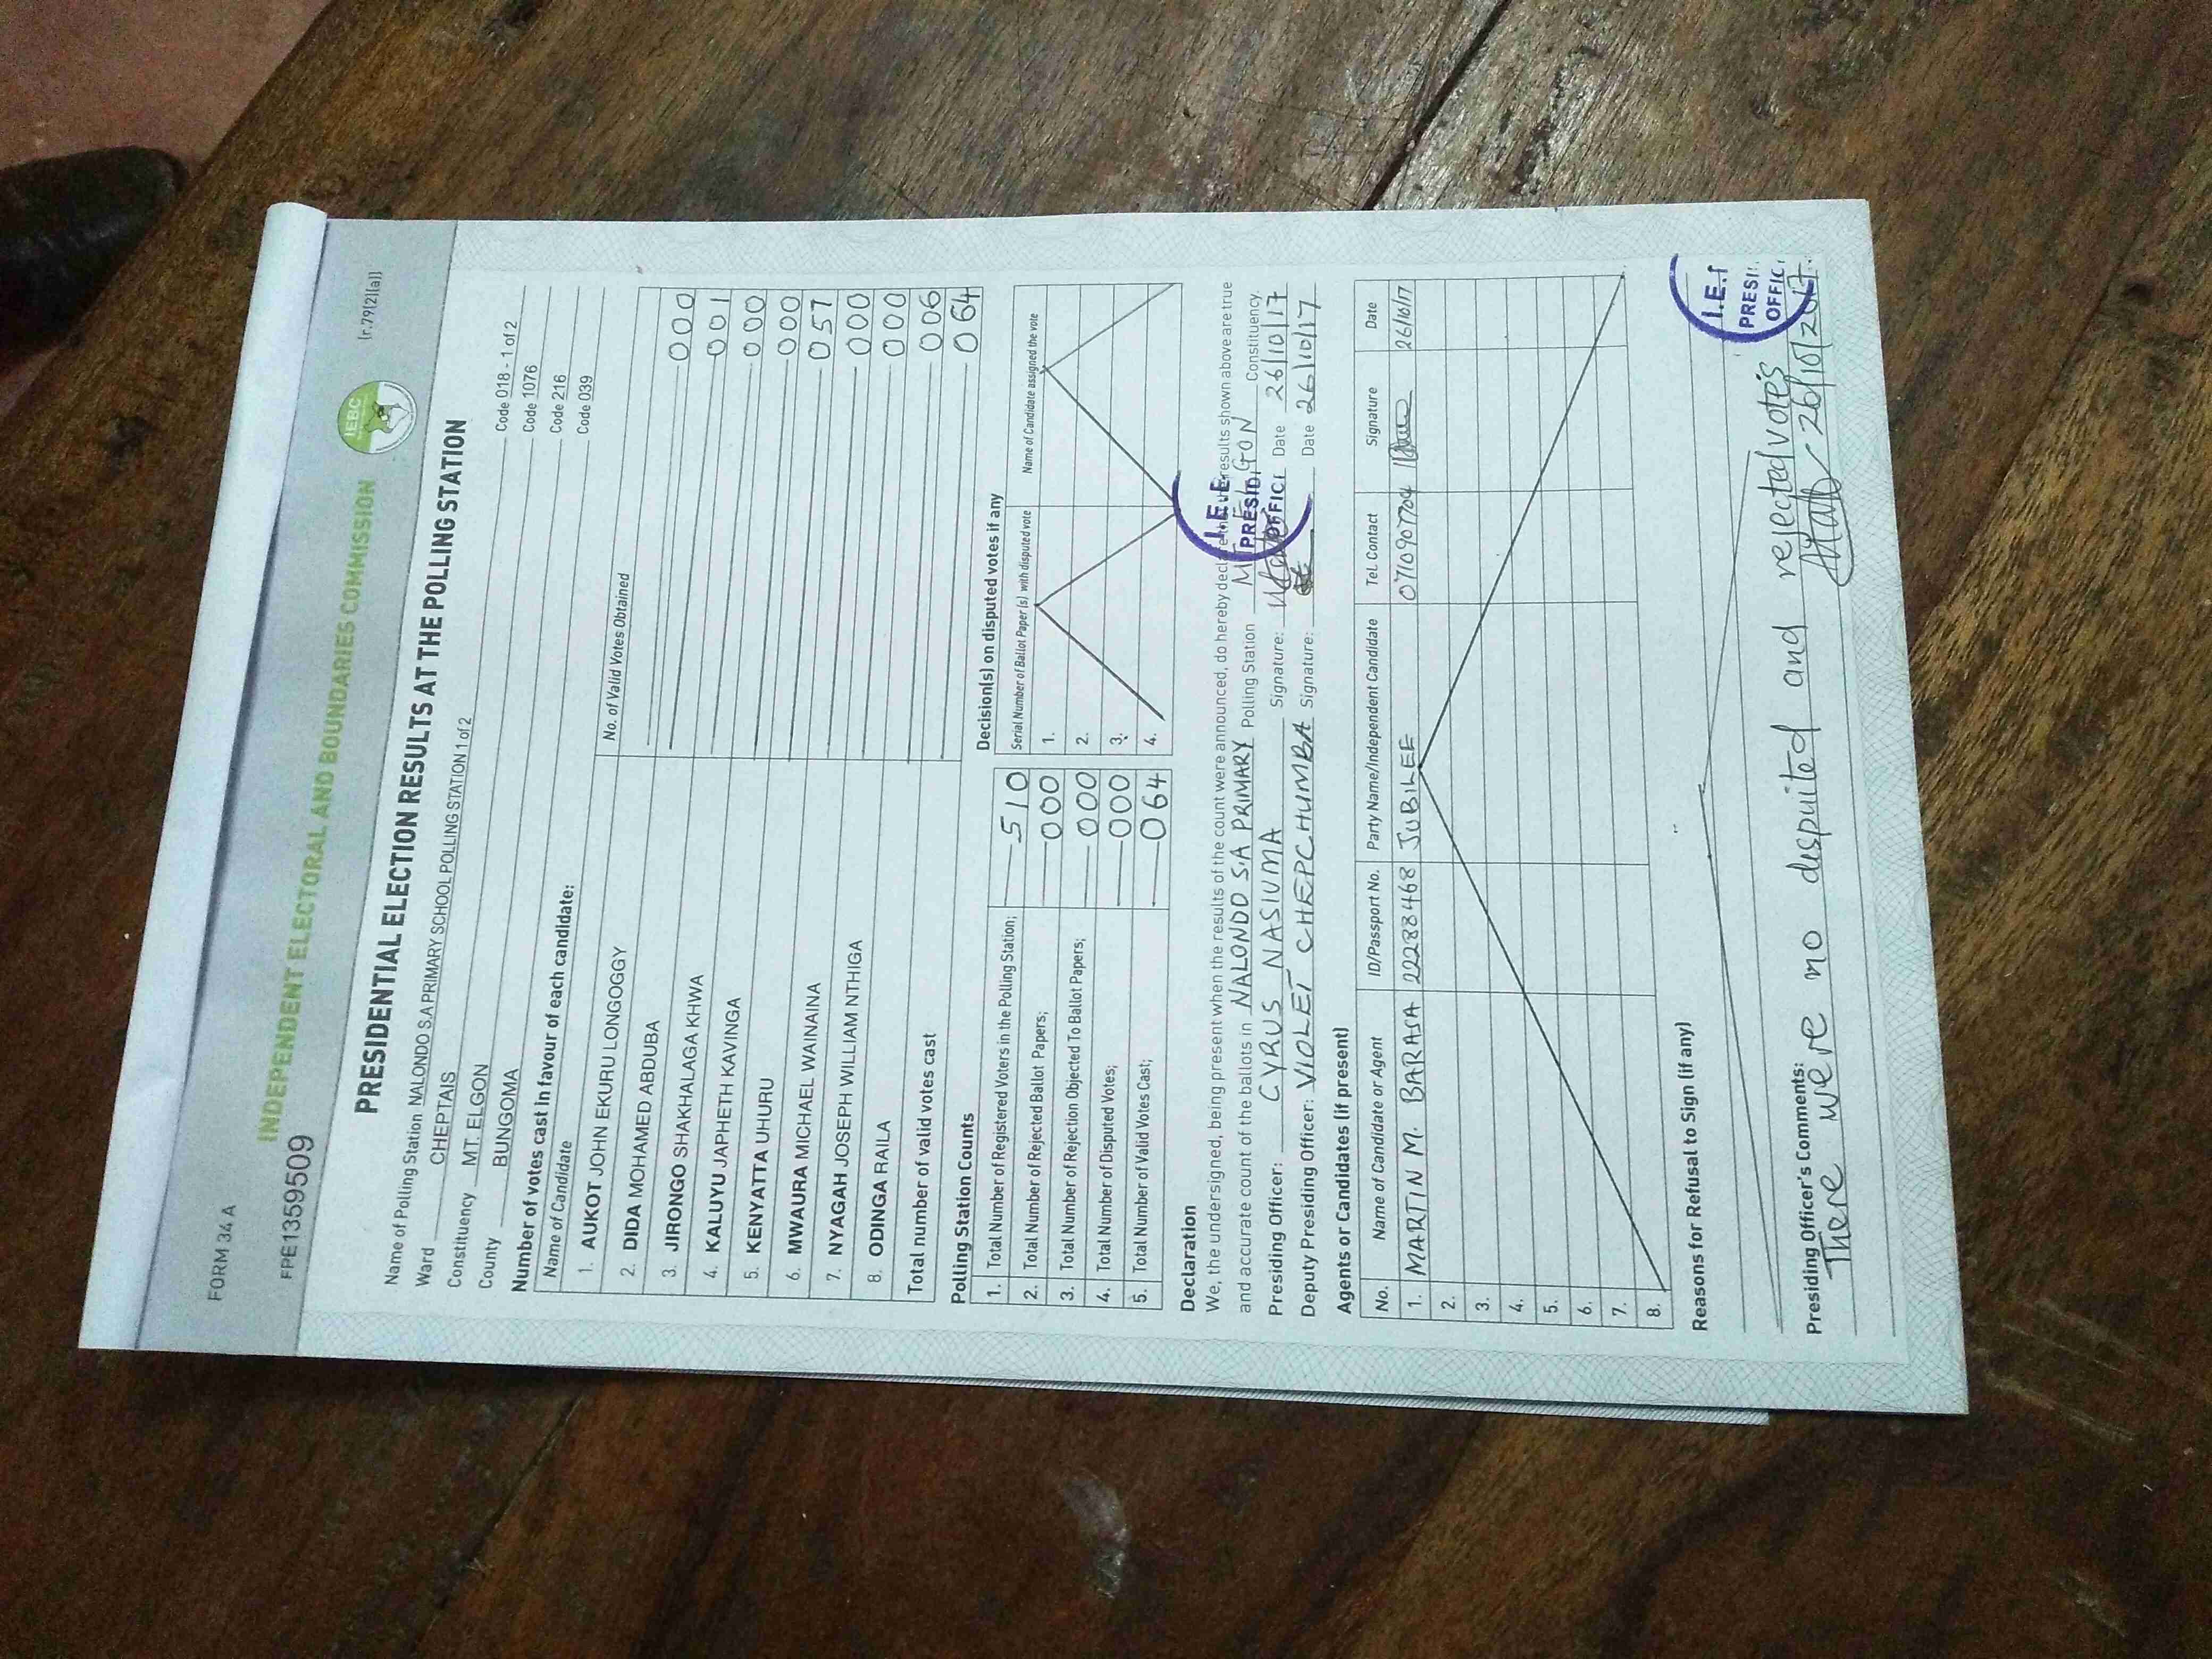 FORM 34 A
(r.79(2)(a))
FPE1359509
IEBC
INDEPENDENT ELECTORAL AND BOUNDARIES COMMISSION
PRESIDENTIAL ELECTION RESULTS AT THE POLLING STATION
Name of Polling Station NALONDO S.A PRIMARY SCHOOL POLLING STATION 1 of 2 Code 018 - 1 of 2
Ward CHEPTAIS Code 1076
Constituency MT. ELGON Code 216
County BUNGOMA Code 039
Number of votes cast in favour of each candidate:
Name of Candidate No. of Valid Votes Obtained
1. AUKOT JOHN EKURU LONGOGGY 000
2. DIDA MOHAMED ABDUBA 001
3. JIRONGO SHAKHALAGA KHWA 000
4. KALUYU JAPHETH KAVINGA 000
5. KENYATTA UHURU 057
6. MWAURA MICHAEL WAINAINA 000
7. NYAGAH JOSEPH WILLIAM NTHIGA 000
8. ODINGA RAILA 006
Total number of valid votes cast 064
Polling Station Counts
1. Total Number of Registered Voters in the Polling Station; 510
2. Total Number of Rejected Ballot Papers; 000
3. Total Number of Rejection Objected To Ballot Papers; 000
4. Total Number of Disputed Votes; 000
5. Total Number of Valid Votes Cast; 064
Decision(s) on disputed votes if any
Serial Number of Ballot Paper(s) with disputed vote Name of Candidate assigned the vote
1.
2.
3.
4.
Declaration
We, the undersigned, being present when the results of the count were announced, do hereby declare that the results shown above are true
and accurate count of the ballots in NALONDO S.A PRIMARY Polling Station Constituency.
Presiding Officer: CYRUS NASIUMA Signature: Date 26/10/17
Deputy Presiding Officer: VIOLET CHEPCHUMBA Signature: Date 26/10/17
I.E.E
PRESIDI
OFFICE
Agents or Candidates (if present)
No. Name of Candidate or Agent ID/Passport No. Party Name/Independent Candidate Tel. Contact Signature Date
1. MARTIN M. BARASA 22288468 JUBILEE 0710907704 26/10/17
2.
3.
4.
5.
6.
7.
8.
Reasons for Refusal to Sign (if any)
Presiding Officer's Comments:
There were no dispuited and rejected votes
26/10/2017.
PRESI
OFFIC